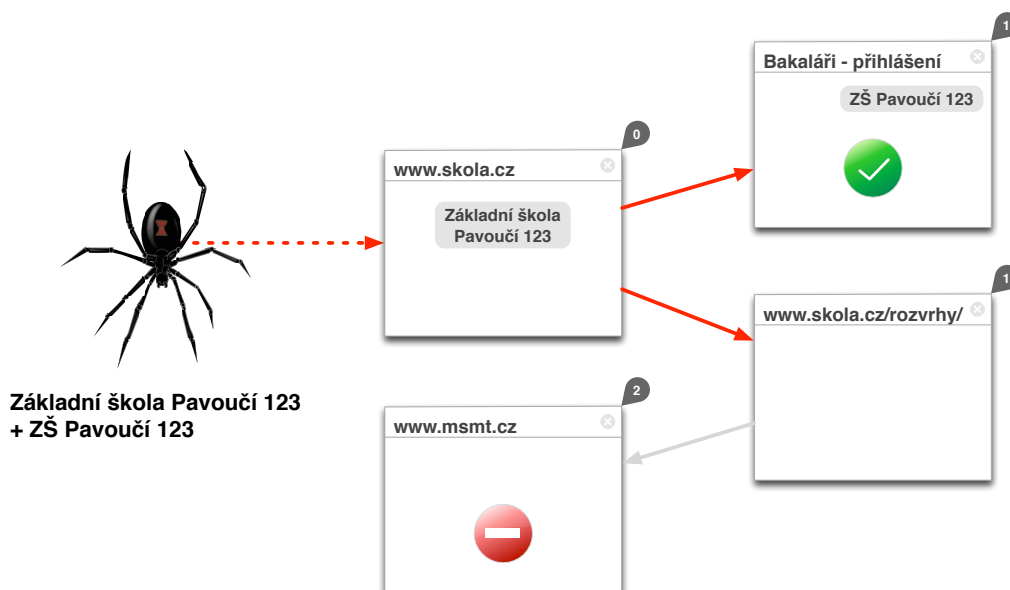 1
Bakaláři - přihlášení
ZŠ Pavoučí 123
0
www.skola.cz
Základní škola
Pavoučí 123
1
www.skola.cz/rozvrhy/
Základní škola Pavoučí 123
+ ZŠ Pavoučí 123
2
www.msmt.cz